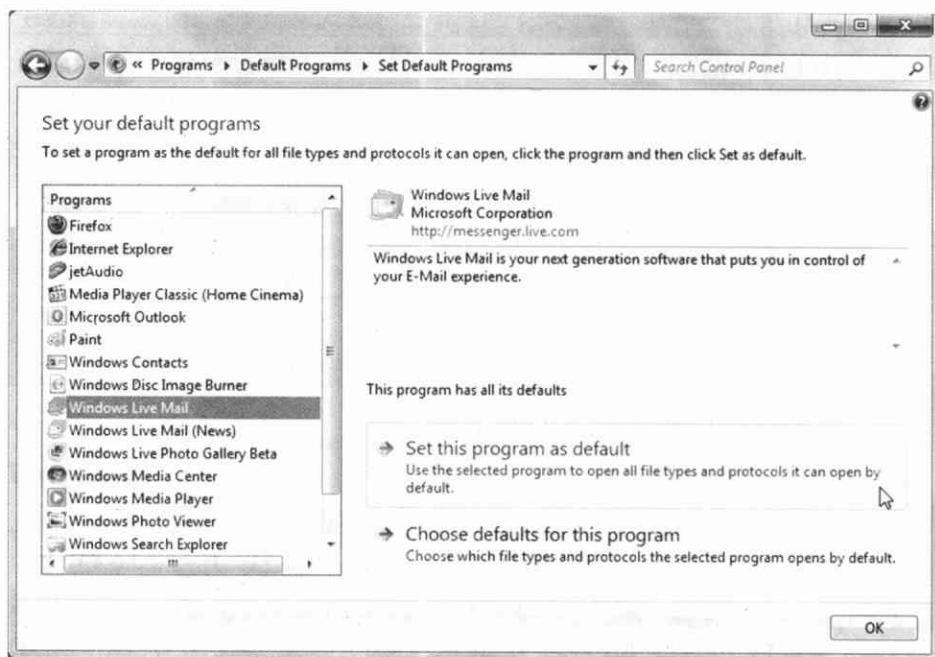 « Programs ▸ Default Programs ▸ Set Default Programs
Search Control Panel
Set your default programs
To set a program as the default for all file types and protocols it can open, click the program and then click Set as default.
Programs
Firefox
Internet Explorer
jetAudio
Media Player Classic (Home Cinema)
Microsoft Outlook
Paint
Windows Contacts
Windows Disc Image Burner
Windows Live Mail
Windows Live Mail (News)
Windows Live Photo Gallery Beta
Windows Media Center
Windows Media Player
Windows Photo Viewer
Windows Search Explorer
Windows Live Mail
Microsoft Corporation
http://messenger.live.com
Windows Live Mail is your next generation software that puts you in control of
your E-Mail experience.
This program has all its defaults
Set this program as default
Use the selected program to open all file types and protocols it can open by
default.
Choose defaults for this program
Choose which file types and protocols the selected program opens by default.
OK